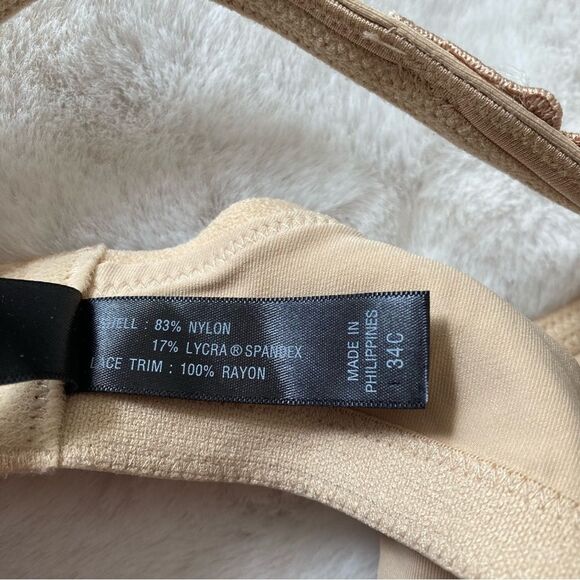 SHELL : 83% NYLON
17% LYCRA ® SPANDEX
LACE TRIM : 100% RAYON
MADE IN
PHILIPPINES
34C